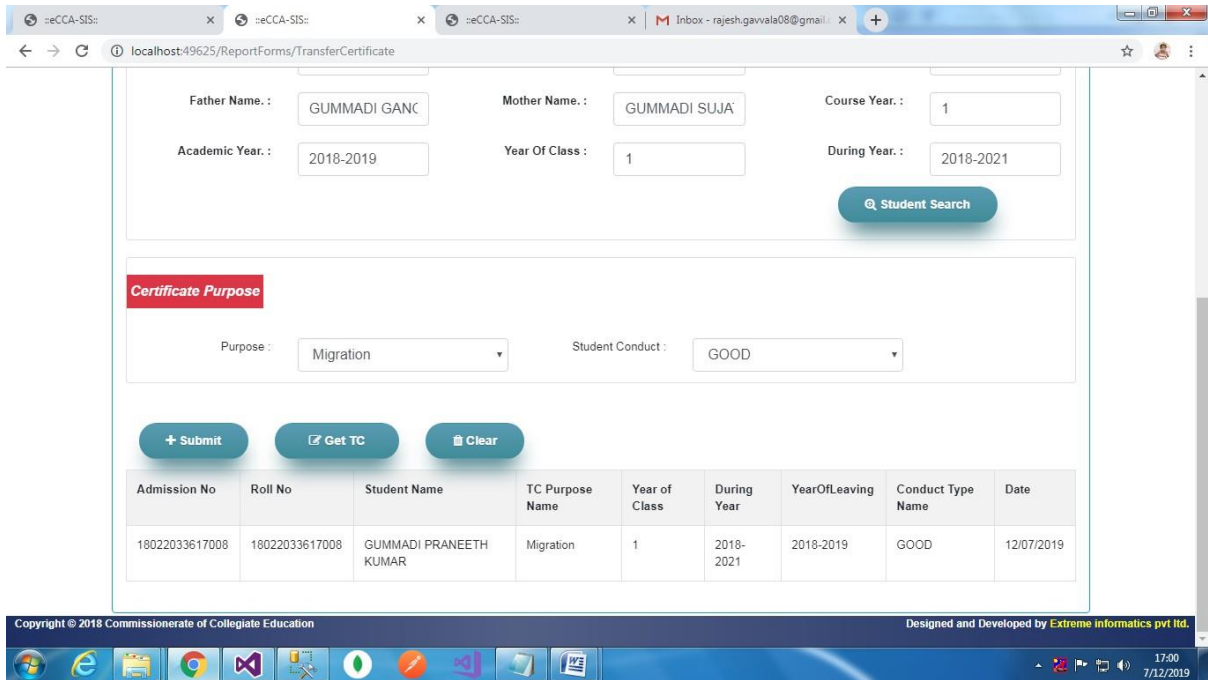 ::eCCA-SIS:: ::eCCA-SIS:: ::eCCA-SIS:: Inbox - rajesh.gavvala08@gmail.c
localhost:49625/ReportForms/TransferCertificate
Father Name. : GUMMADI GANG Mother Name. : GUMMADI SUJAT Course Year. : 1
Academic Year. : 2018-2019 Year Of Class : 1 During Year. : 2018-2021
Student Search
Certificate Purpose
Purpose : Migration Student Conduct : GOOD
+ Submit Get TC Clear
Admission No Roll No Student Name TC Purpose Name Year of Class During Year YearOfLeaving Conduct Type Name Date
18022033617008 18022033617008 GUMMADI PRANEETH KUMAR Migration 1 2018-2021 2018-2019 GOOD 12/07/2019
Copyright © 2018 Commissionerate of Collegiate Education Designed and Developed by Extreme informatics pvt ltd.
17:00
7/12/2019